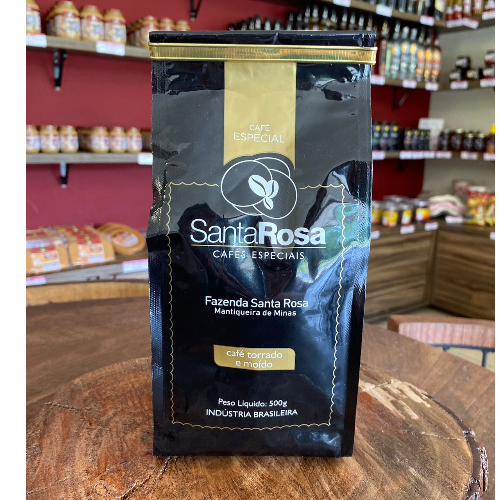 CAFÉ
ESPECIAL
SantaRosa
CAFÉS ESPECIAIS
Fazenda Santa Rosa
Mantiqueira de Minas
café torrado
e moído
Peso Líquido: 500g
INDÚSTRIA BRASILEIRA